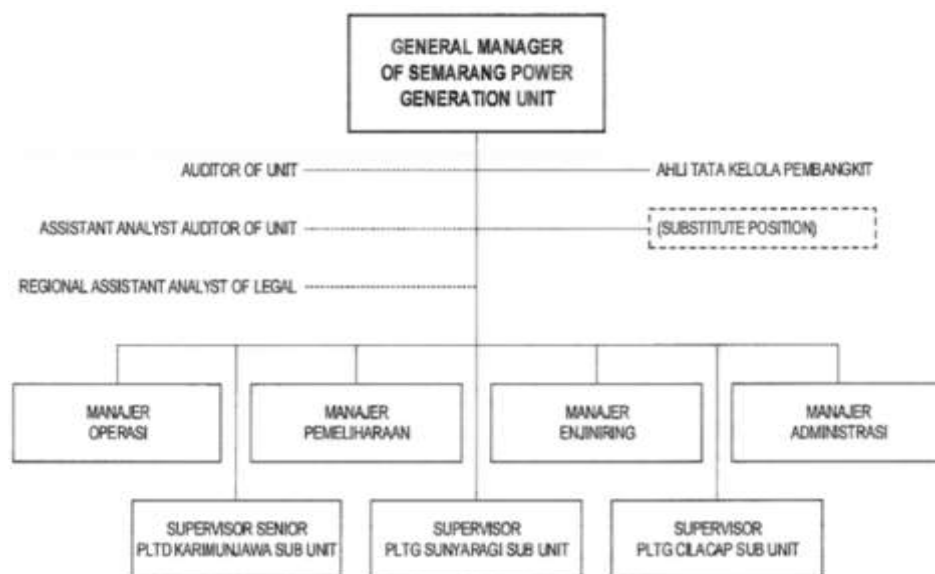 GENERAL MANAGER
OF SEMARANG POWER
GENERATION UNIT
AUDITOR OF UNIT
AHLI TATA KELOLA PEMBANGKIT
ASSISTANT ANALYST AUDITOR OF UNIT
(SUBSTITUTE POSITION)
REGIONAL ASSISTANT ANALYST OF LEGAL
MANAJER
OPERASI
MANAJER
PEMELIHARAAN
MANAJER
ENJINIRING
MANAJER
ADMINISTRASI
SUPERVISOR SENIOR
PLTD KARIMUNJAWA SUB UNIT
SUPERVISOR
PLTG SUNYARAGI SUB UNIT
SUPERVISOR
PLTG CILACAP SUB UNIT